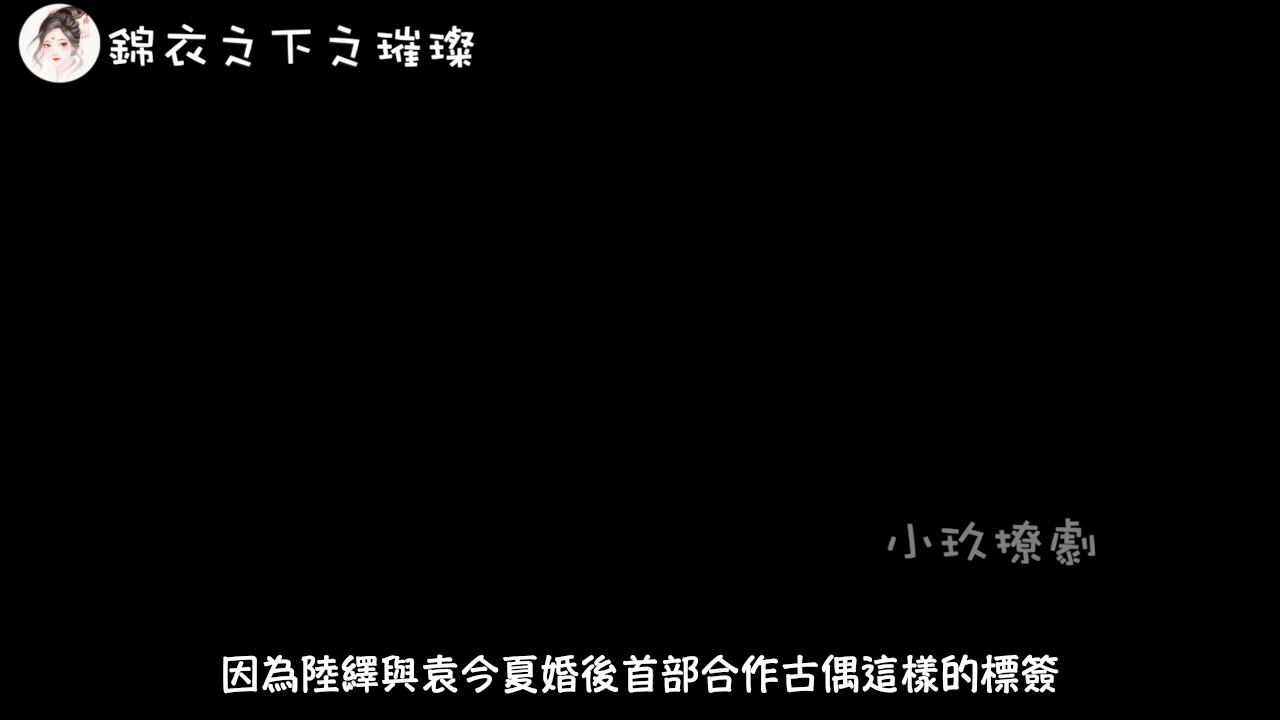 錦衣之下之璀璨
小玖撩劇
因為陸繹與袁今夏婚後首部合作古偶這樣的標簽